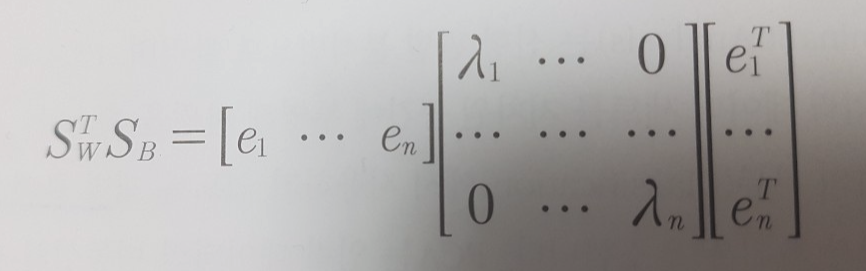 $$S_W^T S_B = \begin{bmatrix} e_1 & \cdots & e_n \end{bmatrix} \begin{bmatrix} \lambda_1 & \cdots & 0 \\ \cdots & \cdots & \cdots \\ 0 & \cdots & \lambda_n \end{bmatrix} \begin{bmatrix} e_1^T \\ \cdots \\ e_n^T \end{bmatrix}$$